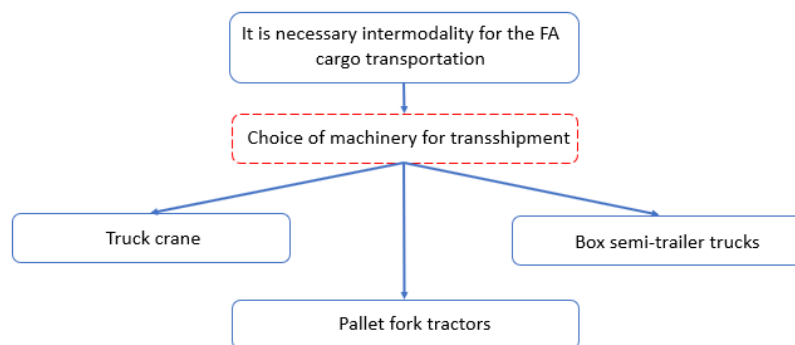 It is necessary intermodality for the FA
cargo transportation
Choice of machinery for transshipment
Truck crane
Box semi-trailer trucks
Pallet fork tractors